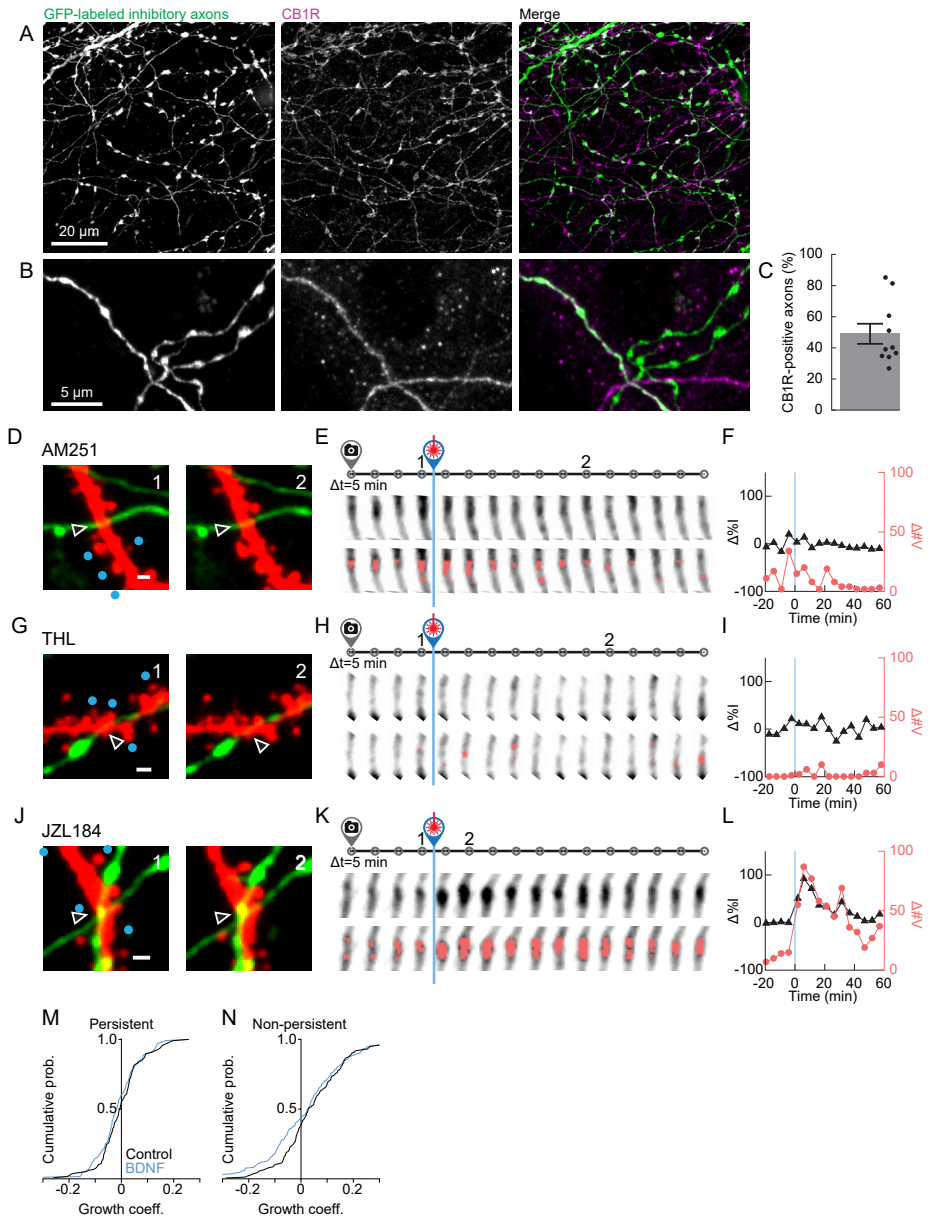 GFP-labeled inhibitory axons CB1R Merge
A
20 µm
B
5 µm
C
CB1R-positive axons (%)
100
80
60
40
20
0
D
AM251
1
2
E
1
2
Δt=5 min
F
Δ%I
100
0
-100
100
50
0
Δ#V
-20 0 20 40 60
Time (min)
G
THL
1
2
H
1
2
Δt=5 min
I
Δ%I
100
0
-100
100
50
0
Δ#V
-20 0 20 40 60
Time (min)
J
JZL184
1
2
K
1
2
Δt=5 min
L
Δ%I
100
0
-100
100
50
0
Δ#V
-20 0 20 40 60
Time (min)
M
Persistent
Cumulative prob.
1.0
0.5
Control
BDNF
-0.2 0 0.2
Growth coeff.
N
Non-persistent
Cumulative prob.
1.0
0.5
-0.2 0 0.2
Growth coeff.